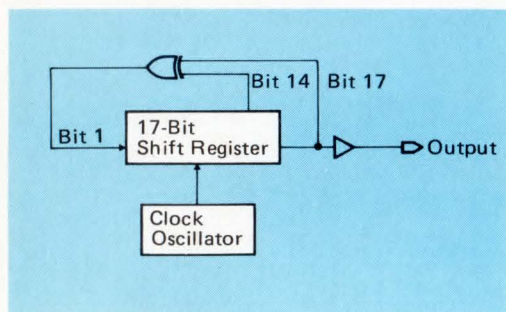 Bit 14
Bit 17
Bit 1
17-Bit
Shift Register
Output
Clock
Oscillator